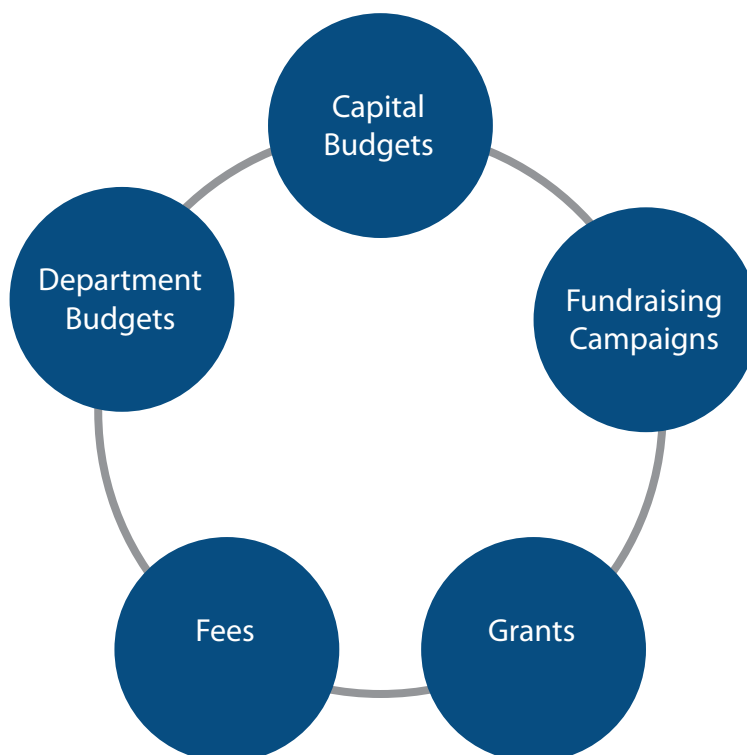 Capital
Budgets
Department
Budgets
Fundraising
Campaigns
Fees
Grants